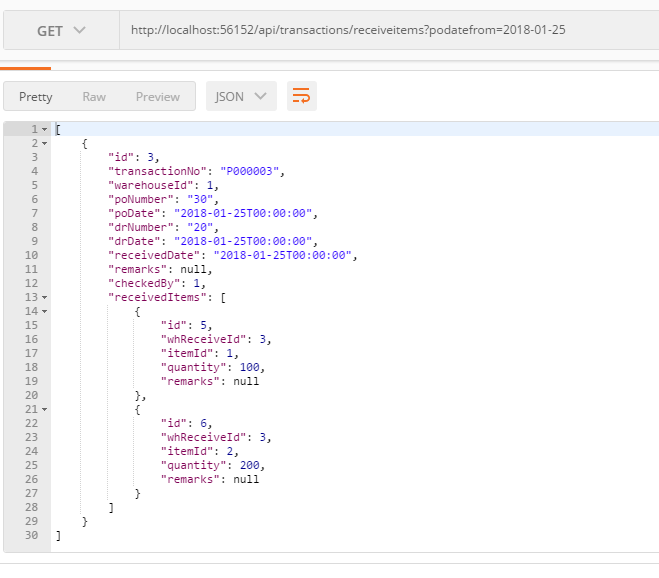 GET http://localhost:56152/api/transactions/receiveitems?podatefrom=2018-01-25
Pretty Raw Preview JSON
1 [
2 {
3 "id": 3,
4 "transactionNo": "P000003",
5 "warehouseId": 1,
6 "poNumber": "30",
7 "poDate": "2018-01-25T00:00:00",
8 "drNumber": "20",
9 "drDate": "2018-01-25T00:00:00",
10 "receivedDate": "2018-01-25T00:00:00",
11 "remarks": null,
12 "checkedBy": 1,
13 "receivedItems": [
14 {
15 "id": 5,
16 "whReceiveId": 3,
17 "itemId": 1,
18 "quantity": 100,
19 "remarks": null
20 },
21 {
22 "id": 6,
23 "whReceiveId": 3,
24 "itemId": 2,
25 "quantity": 200,
26 "remarks": null
27 }
28 ]
29 }
30 ]